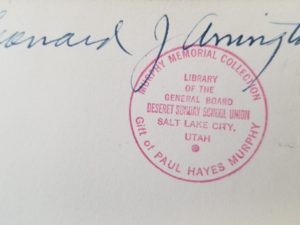 Leonard J Arringto
MURPHY MEMORIAL COLLECTION
LIBRARY
OF THE
GENERAL BOARD
DESERET SUNDAY SCHOOL UNION
SALT LAKE CITY,
UTAH
Gift of PAUL HAYES MURPHY